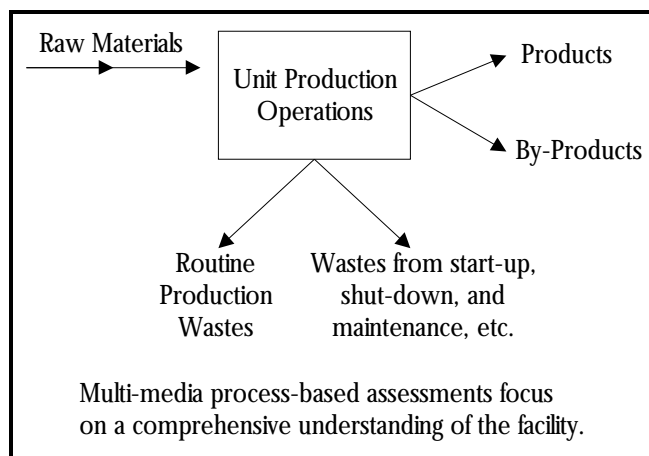 Raw Materials
Unit Production
Operations
Products
By-Products
Routine
Production
Wastes
Wastes from start-up,
shut-down, and
maintenance, etc.
Multi-media process-based assessments focus
on a comprehensive understanding of the facility.